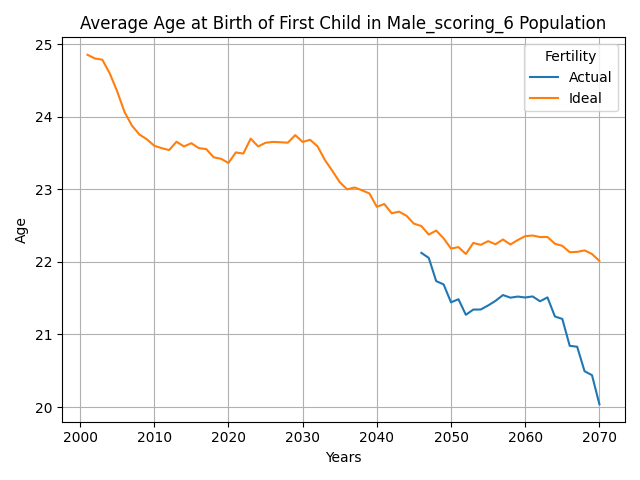 Average Age at Birth of First Child in Male_scoring_6 Population
Fertility
Actual
Ideal
Age
25
24
23
22
21
20
2000 2010 2020 2030 2040 2050 2060 2070
Years